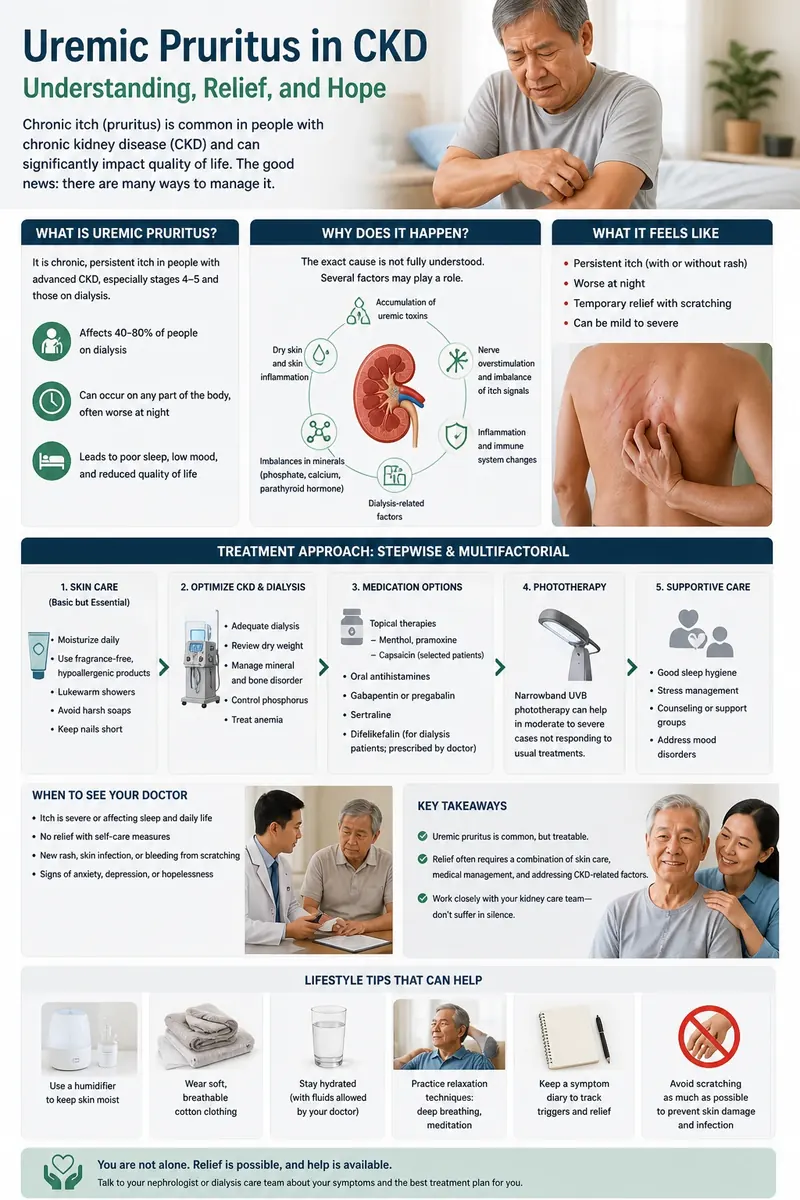 Uremic Pruritus in CKD
Understanding, Relief, and Hope
Chronic itch (pruritus) is common in people with
chronic kidney disease (CKD) and can
significantly impact quality of life. The good
news: there are many ways to manage it.
WHAT IS UREMIC PRURITUS?
It is chronic, persistent itch in people with
advanced CKD, especially stages 4–5 and
those on dialysis.
Affects 40–80% of people
on dialysis
Can occur on any part of the body,
often worse at night
Leads to poor sleep, low mood,
and reduced quality of life
WHY DOES IT HAPPEN?
The exact cause is not fully understood.
Several factors may play a role.
Accumulation of
uremic toxins
Nerve
overstimulation
and imbalance
of itch signals
Inflammation
and immune
system changes
Dialysis-related
factors
Imbalances in minerals
(phosphate, calcium,
parathyroid hormone)
Dry skin
and skin
inflammation
WHAT IT FEELS LIKE
• Persistent itch (with or without rash)
• Worse at night
• Temporary relief with scratching
• Can be mild to severe
TREATMENT APPROACH: STEPWISE & MULTIFACTORIAL
1. SKIN CARE
(Basic but Essential)
• Moisturize daily
• Use fragrance-free,
hypoallergenic products
• Lukewarm showers
• Avoid harsh soaps
• Keep nails short
2. OPTIMIZE CKD & DIALYSIS
• Adequate dialysis
• Review dry weight
• Manage mineral
and bone disorder
• Control phosphorus
• Treat anemia
3. MEDICATION OPTIONS
Topical therapies
– Menthol, pramoxine
– Capsaicin (selected patients)
• Oral antihistamines
• Gabapentin or pregabalin
• Sertraline
• Difelikefalin (for dialysis
patients; prescribed by doctor)
4. PHOTOTHERAPY
Narrowband UVB
phototherapy can help
in moderate to severe
cases not responding to
usual treatments.
5. SUPPORTIVE CARE
• Good sleep hygiene
• Stress management
• Counseling or support
groups
• Address mood
disorders
WHEN TO SEE YOUR DOCTOR
• Itch is severe or affecting sleep and daily life
• No relief with self-care measures
• New rash, skin infection, or bleeding from scratching
• Signs of anxiety, depression, or hopelessness
KEY TAKEAWAYS
Uremic pruritus is common, but treatable.
Relief often requires a combination of skin care,
medical management, and addressing CKD-related factors.
Work closely with your kidney care team—
don't suffer in silence.
LIFESTYLE TIPS THAT CAN HELP
Use a humidifier
to keep skin moist
Wear soft,
breathable
cotton clothing
Stay hydrated
(with fluids allowed
by your doctor)
Practice relaxation
techniques:
deep breathing,
meditation
Keep a symptom
diary to track
triggers and relief
Avoid scratching
as much as possible
to prevent skin damage
and infection
You are not alone. Relief is possible, and help is available.
Talk to your nephrologist or dialysis care team about your symptoms and the best treatment plan for you.